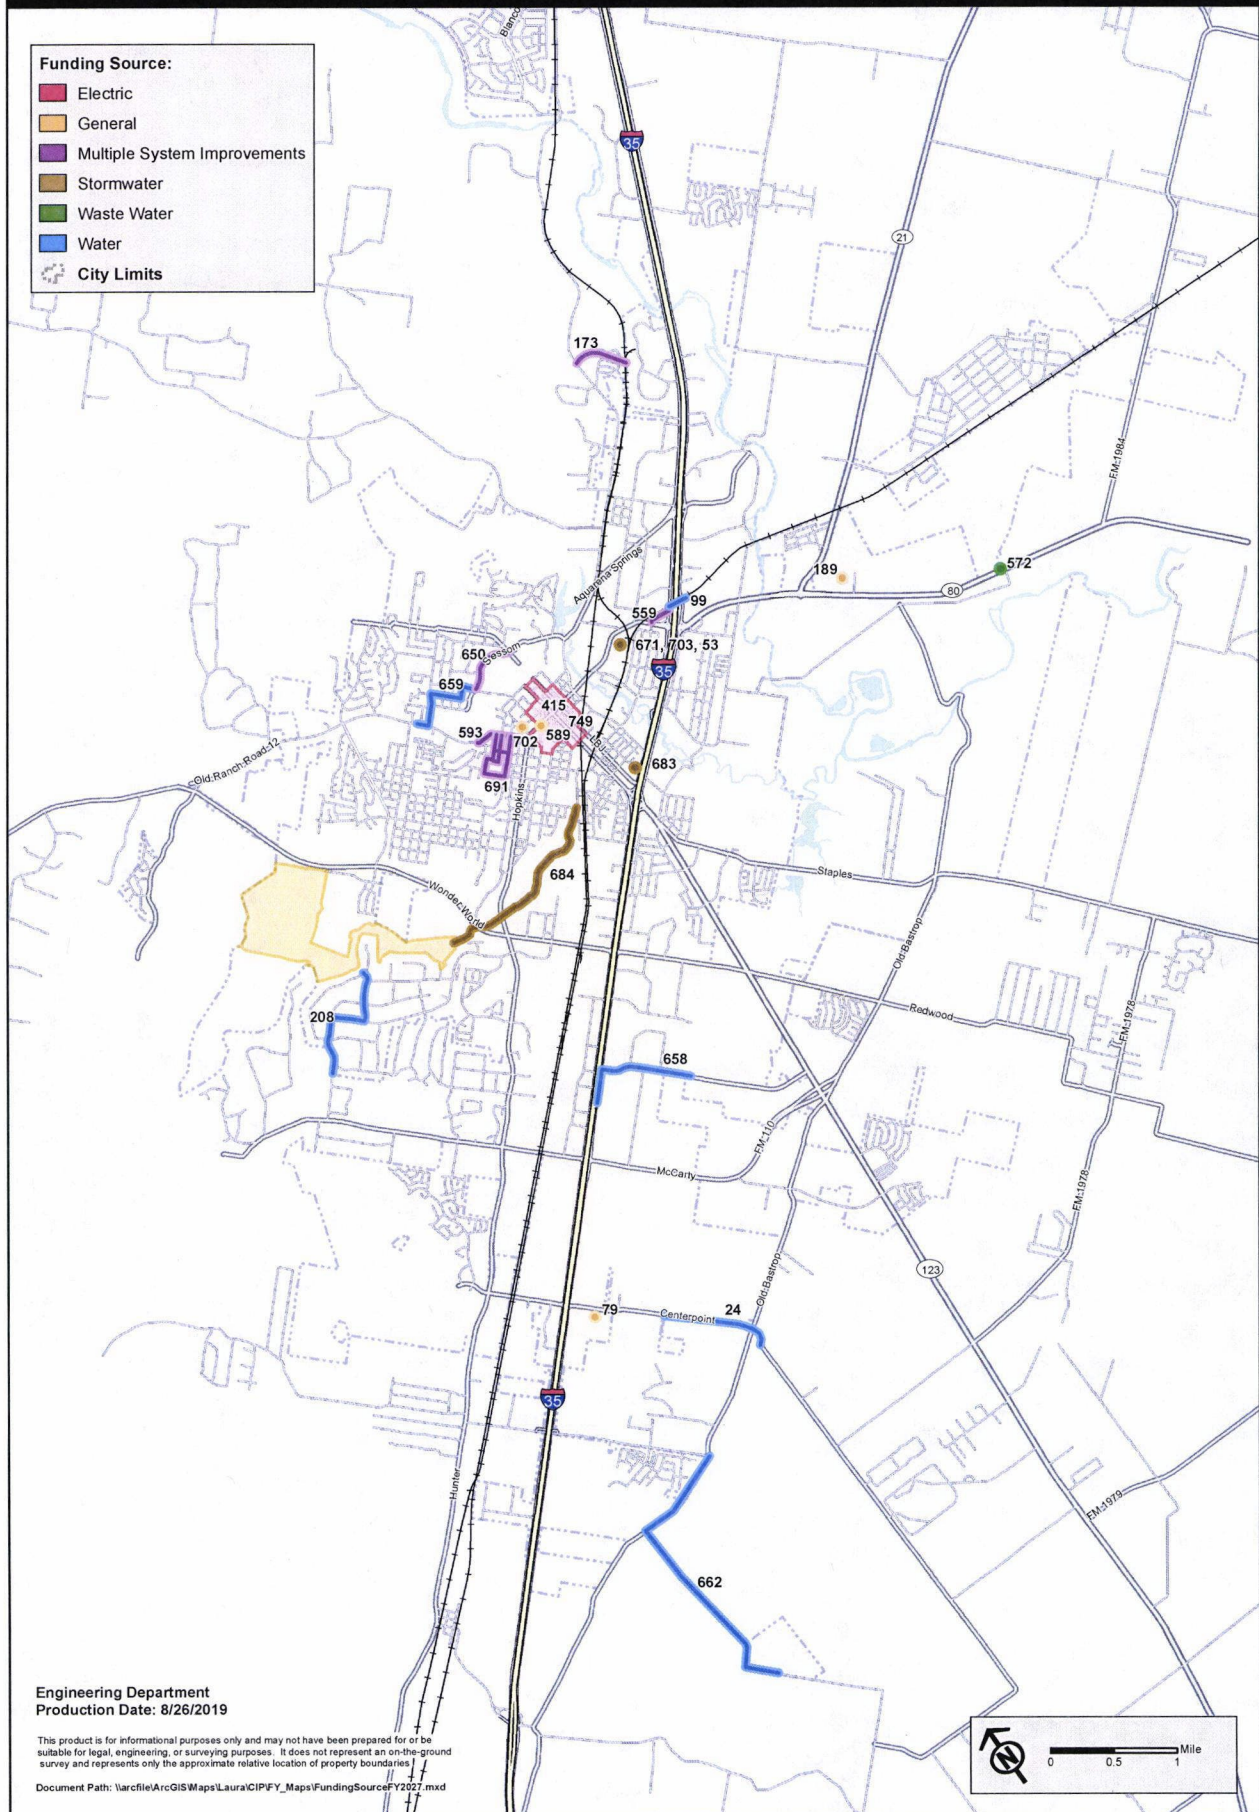 Funding Source:
Electric
General
Multiple System Improvements
Stormwater
Waste Water
Water
City Limits
Blanco
35
21
173
FM 1984
Aquarena Springs
189
572
80
99
559
671, 703, 53
35
650
Sessom
659
415
749
593
702
589
LBJ
683
691
Hopkins
Old Ranch Road 12
684
Staples
Wonder World
Old Bastrop
Redwood
FM 1978
208
658
FM 110
McCarty
FM 1978
123
Old Bastrop
79
Centerpoint
24
35
Hunter
FM 1979
662
Engineering Department
Production Date: 8/26/2019
This product is for informational purposes only and may not have been prepared for or be
suitable for legal, engineering, or surveying purposes. It does not represent an on-the-ground
survey and represents only the approximate relative location of property boundaries
Document Path: \\arcfile\ArcGIS\Maps\Laura\CIP\FY_Maps\FundingSourceFY2027.mxd
N
Mile
0 0.5 1